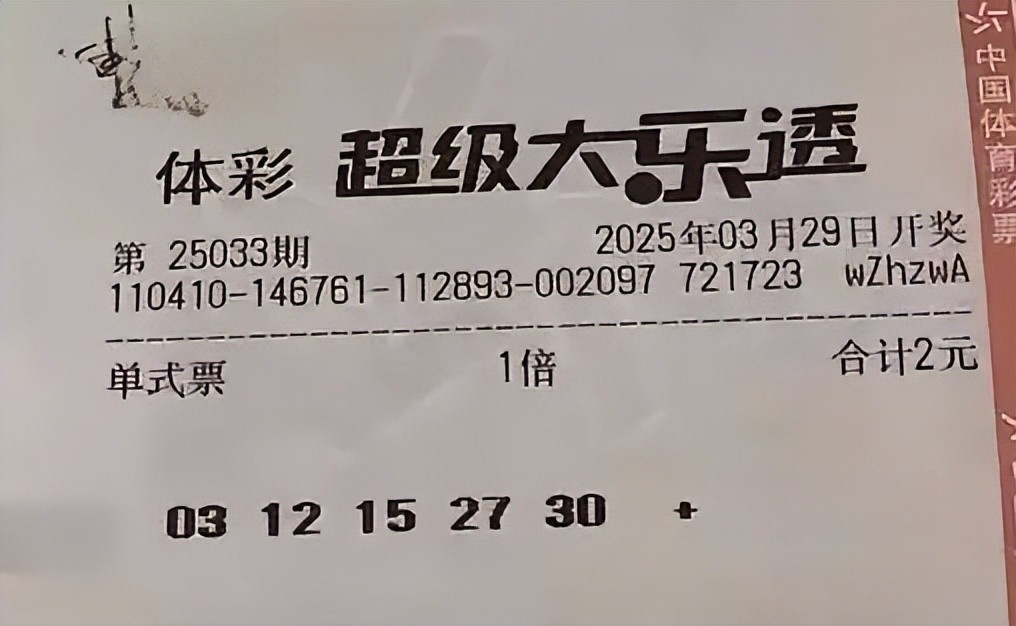 体彩 超级大乐透
第 25033期 2025年03月29日开奖
110410-146761-112893-002097 721723 wZhzwA
单式票 1倍 合计2元
03 12 15 27 30 +
中国体育彩票